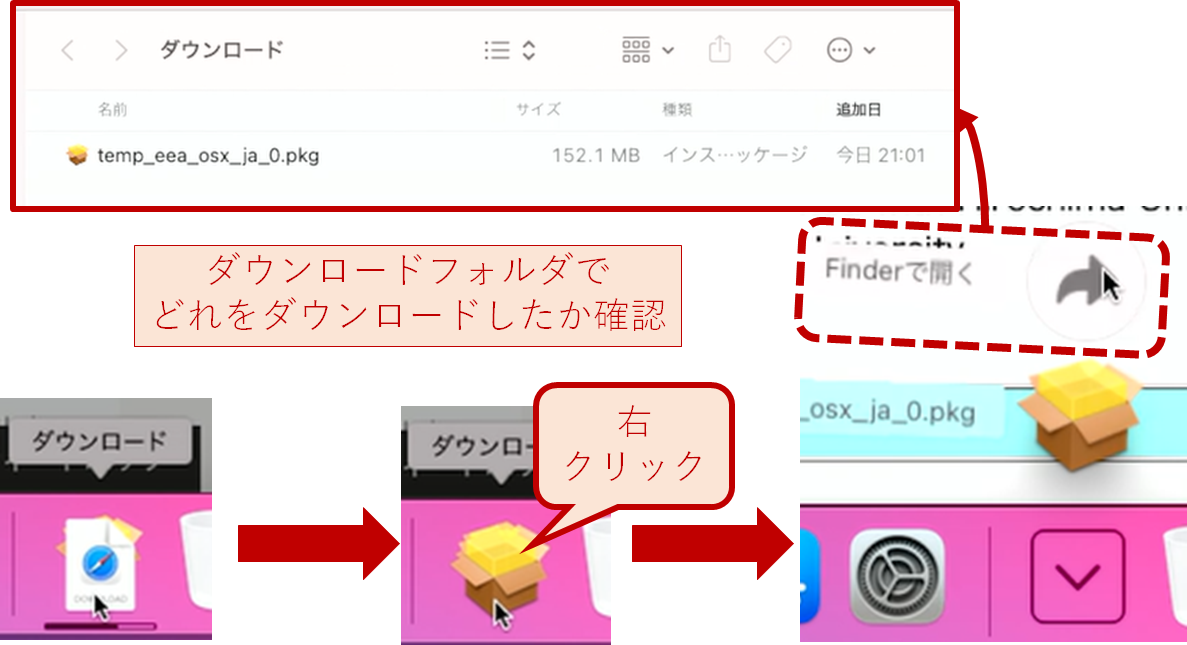 ダウンロード
名前 サイズ 種類 追加日
temp_eea_osx_ja_0.pkg 152.1 MB インス…ッケージ 今日 21:01
ダウンロードフォルダで
どれをダウンロードしたか確認
Finderで開く
_osx_ja_0.pkg
ダウンロード
ダウンロー
右
クリック